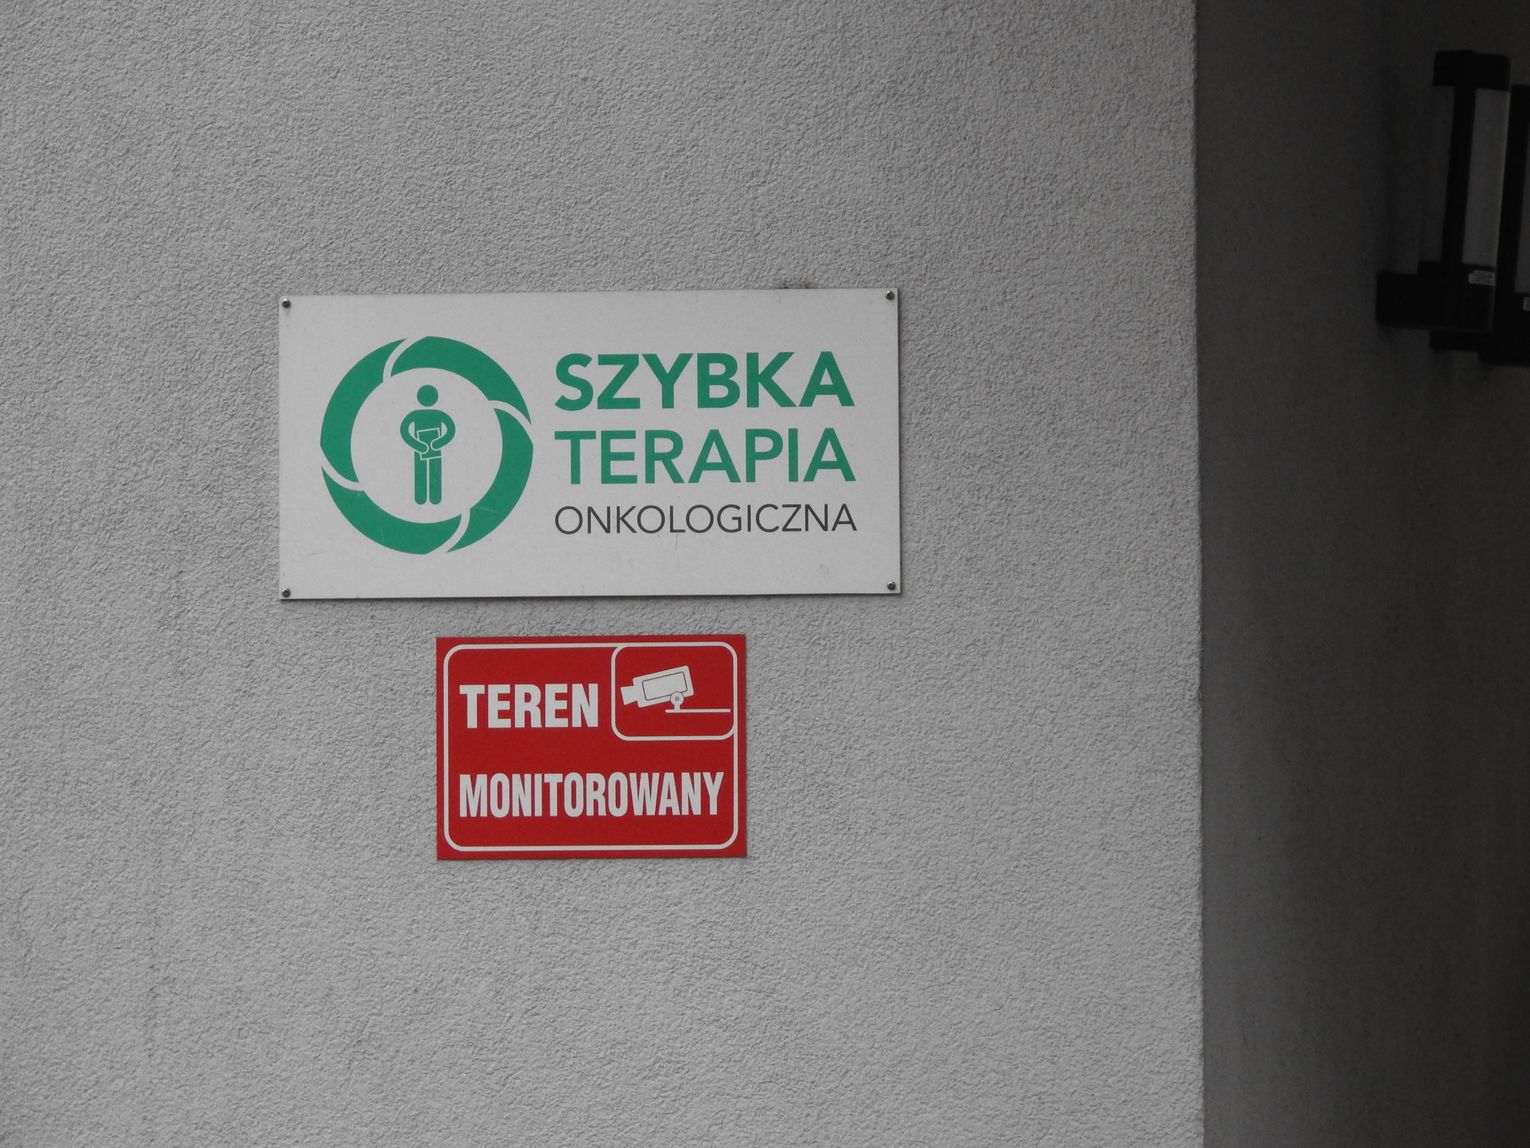 SZYBKA
TERAPIA
ONKOLOGICZNA
TEREN
MONITOROWANY